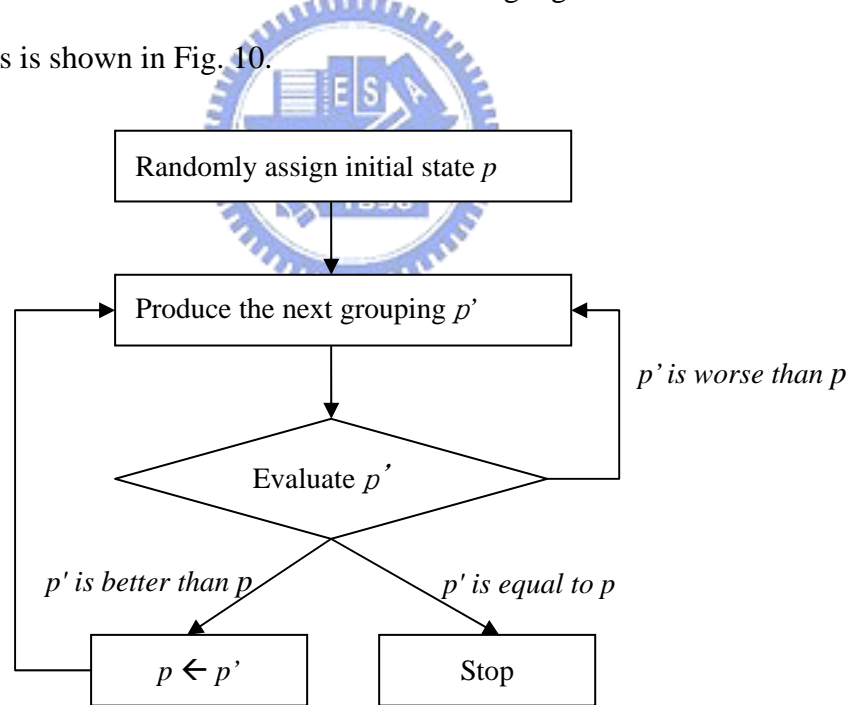 s is shown in Fig. 10.
E S A
1896
Randomly assign initial state p
Produce the next grouping p’
p’ is worse than p
Evaluate p’
p' is better than p
p' is equal to p
p ← p’
Stop